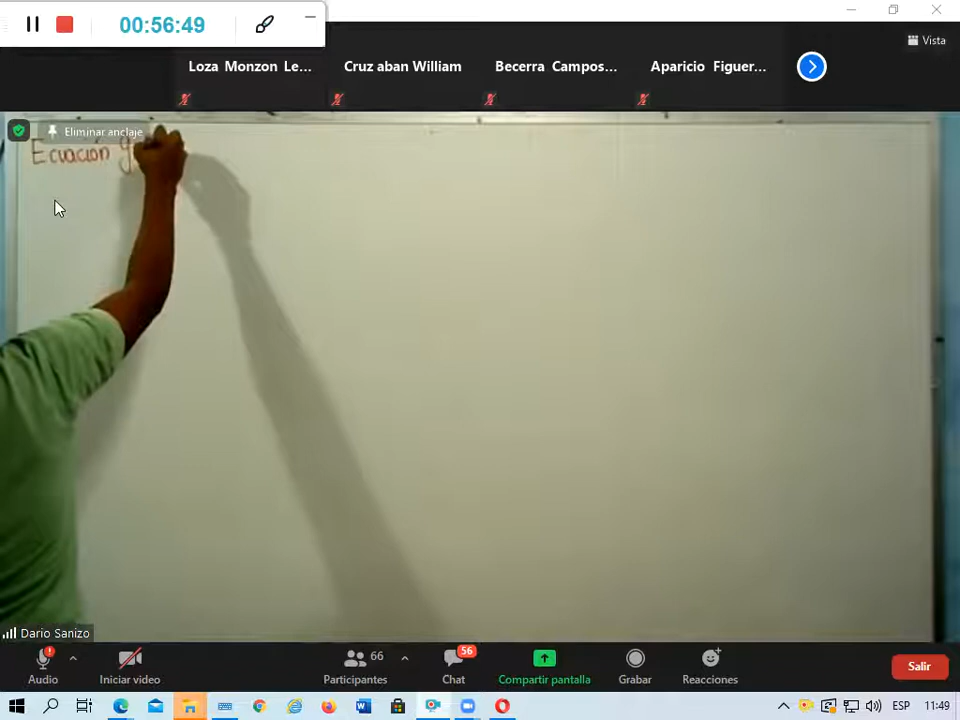 00:56:49
Vista
Loza Monzon Le... Cruz aban William Becerra Campos... Aparicio Figuer...
Eliminar anclaje
Ecuación g
Dario Sanizo
66 56
Audio Iniciar video Participantes Chat Compartir pantalla Grabar Reacciones Salir
ESP 11:49